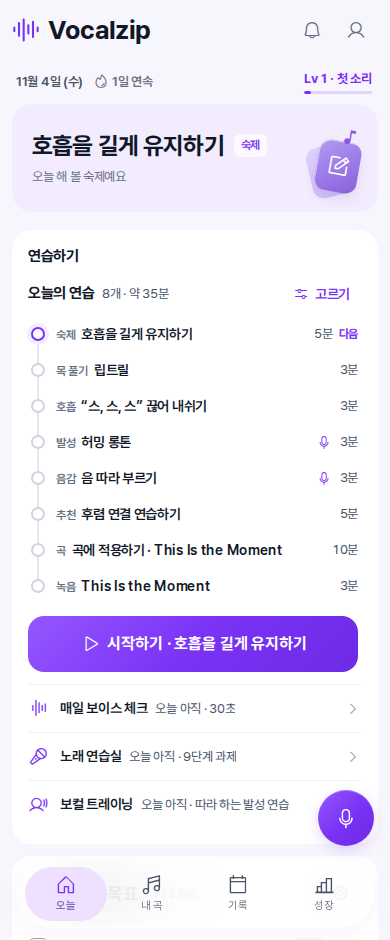 Vocalzip
11월 4일 (수) 1일 연속 Lv 1 · 첫 소리
호흡을 길게 유지하기 숙제
오늘 해 볼 숙제예요
연습하기
오늘의 연습 8개 · 약 35분 고르기
숙제 호흡을 길게 유지하기 5분 다음
목 풀기 립트릴 3분
호흡 “스, 스, 스” 끊어 내쉬기 3분
발성 허밍 롱톤 3분
음감 음 따라 부르기 3분
추천 후렴 연결 연습하기 5분
곡 곡에 적용하기 · This Is the Moment 10분
녹음 This Is the Moment 3분
시작하기 · 호흡을 길게 유지하기
매일 보이스 체크 오늘 아직 · 30초
노래 연습실 오늘 아직 · 9단계 과제
보컬 트레이닝 오늘 아직 · 따라 하는 발성 연습
목표
오늘 내 곡 기록 성장